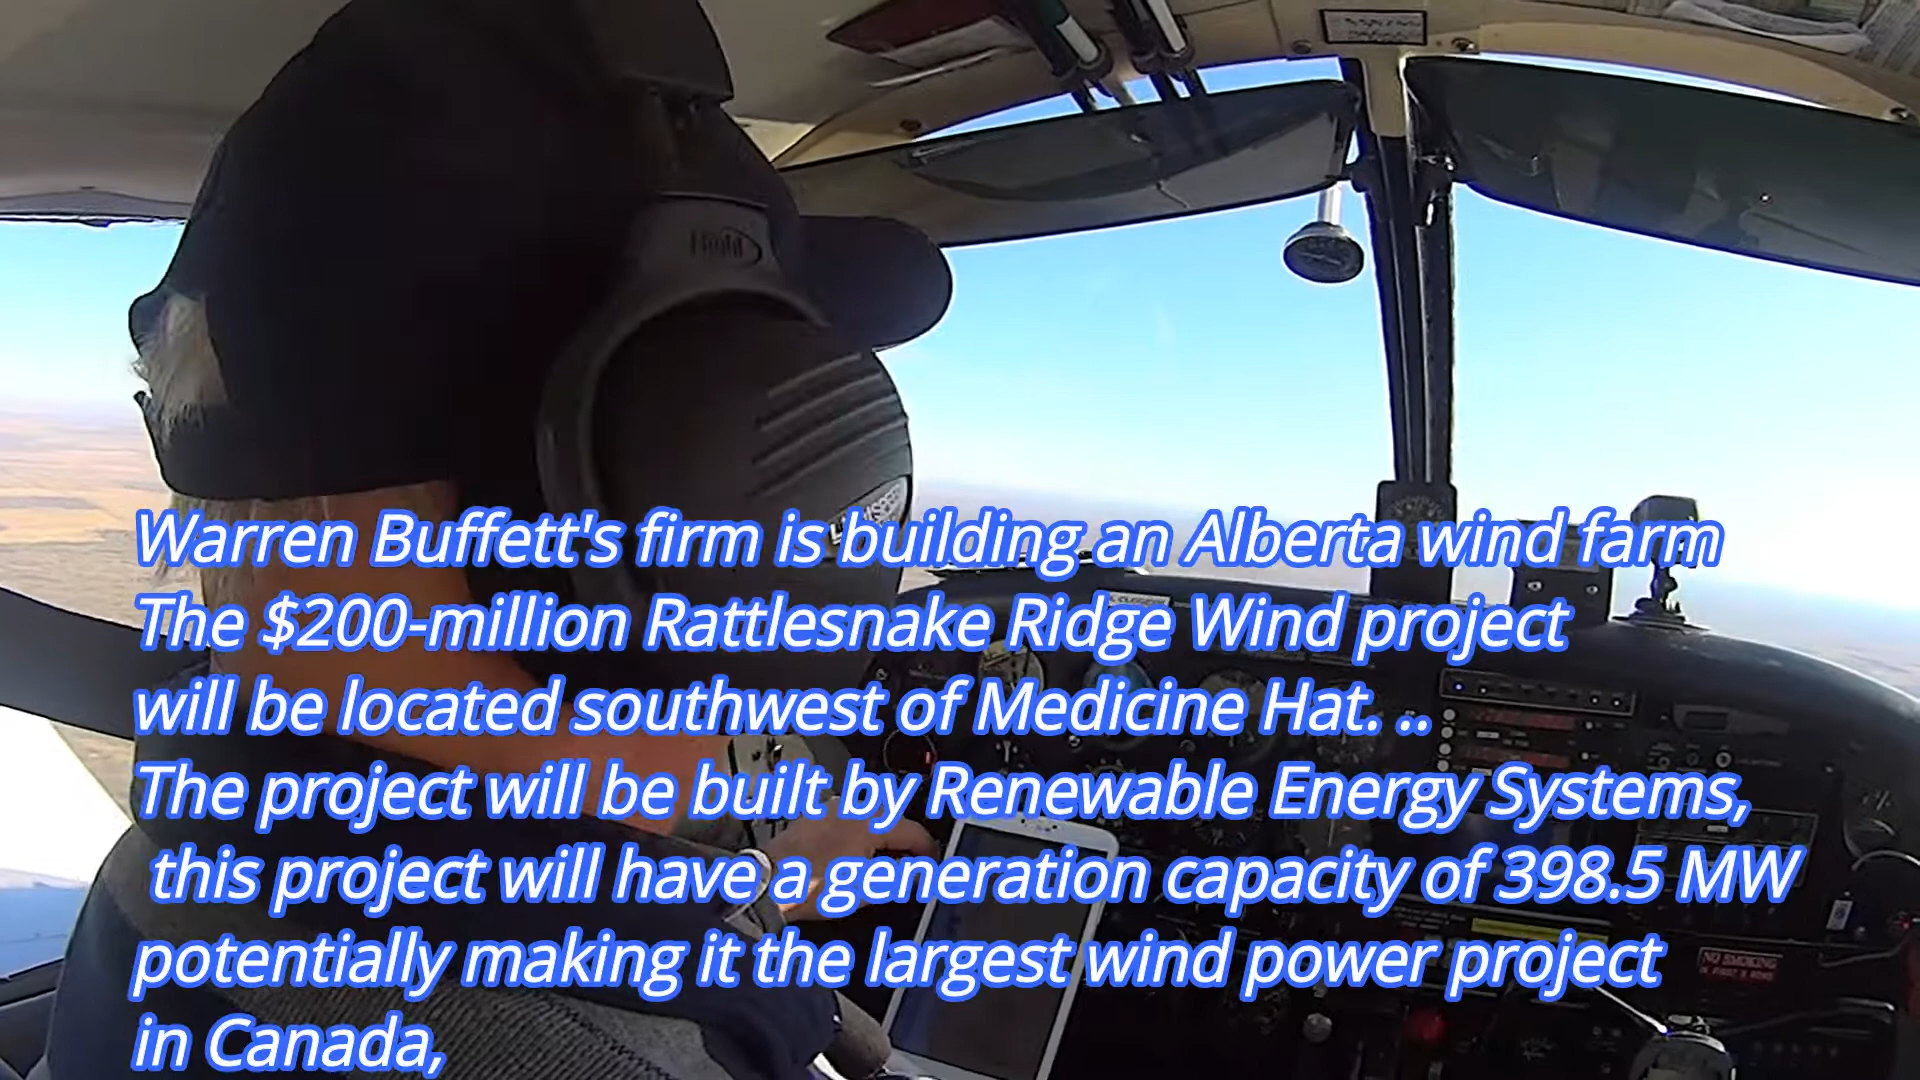 Warren Buffett's firm is building an Alberta wind farm
The $200-million Rattlesnake Ridge Wind project
will be located southwest of Medicine Hat. ..
The project will be built by Renewable Energy Systems,
this project will have a generation capacity of 398.5 MW
potentially making it the largest wind power project
in Canada,
NO SMOKING